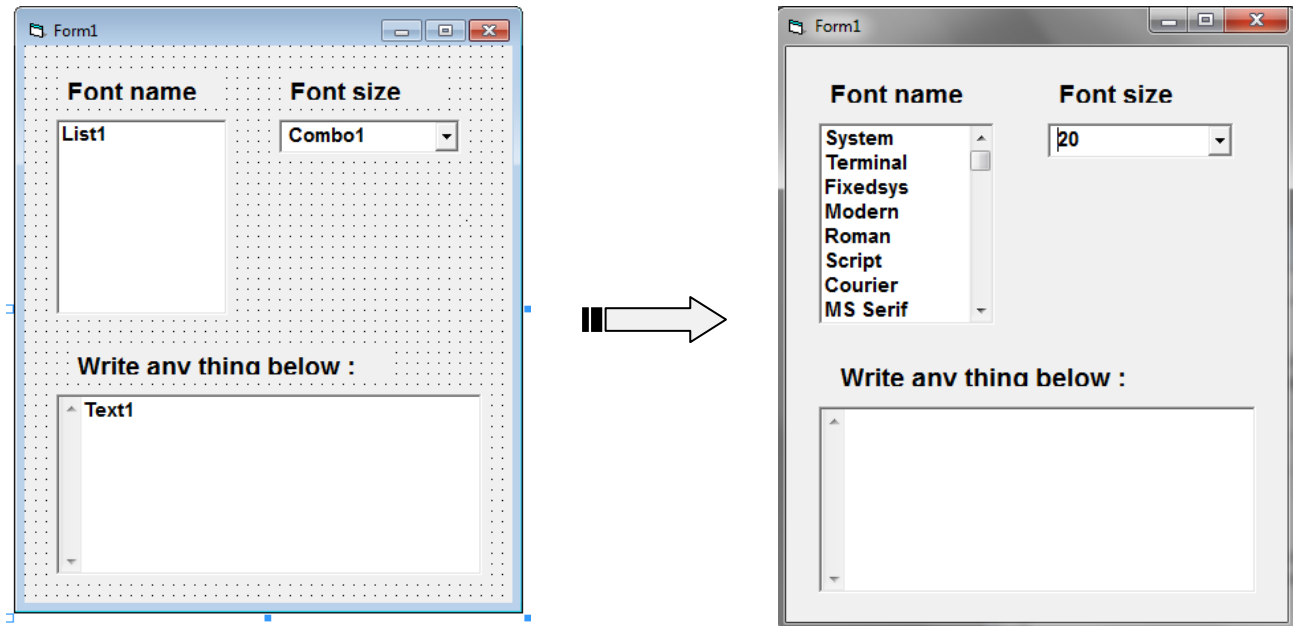 Form1
Font name
Font size
List1
Combo1
Write any thing below :
Text1
Form1
Font name
Font size
System
Terminal
Fixedsys
Modern
Roman
Script
Courier
MS Serif
20
Write any thing below :